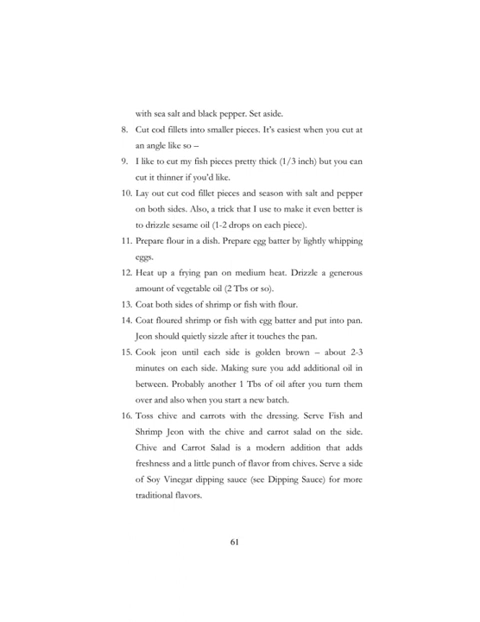 with sea salt and black pepper. Set aside.
8. Cut cod fillets into smaller pieces. It's easiest when you cut at
an angle like so –
9. I like to cut my fish pieces pretty thick (1/3 inch) but you can
cut it thinner if you'd like.
10. Lay out cut cod fillet pieces and season with salt and pepper
on both sides. Also, a trick that I use to make it even better is
to drizzle sesame oil (1-2 drops on each piece).
11. Prepare flour in a dish. Prepare egg batter by lightly whipping
eggs.
12. Heat up a frying pan on medium heat. Drizzle a generous
amount of vegetable oil (2 Tbs or so).
13. Coat both sides of shrimp or fish with flour.
14. Coat floured shrimp or fish with egg batter and put into pan.
Jeon should quietly sizzle after it touches the pan.
15. Cook jeon until each side is golden brown – about 2-3
minutes on each side. Making sure you add additional oil in
between. Probably another 1 Tbs of oil after you turn them
over and also when you start a new batch.
16. Toss chive and carrots with the dressing. Serve Fish and
Shrimp Jeon with the chive and carrot salad on the side.
Chive and Carrot Salad is a modern addition that adds
freshness and a little punch of flavor from chives. Serve a side
of Soy Vinegar dipping sauce (see Dipping Sauce) for more
traditional flavors.
61